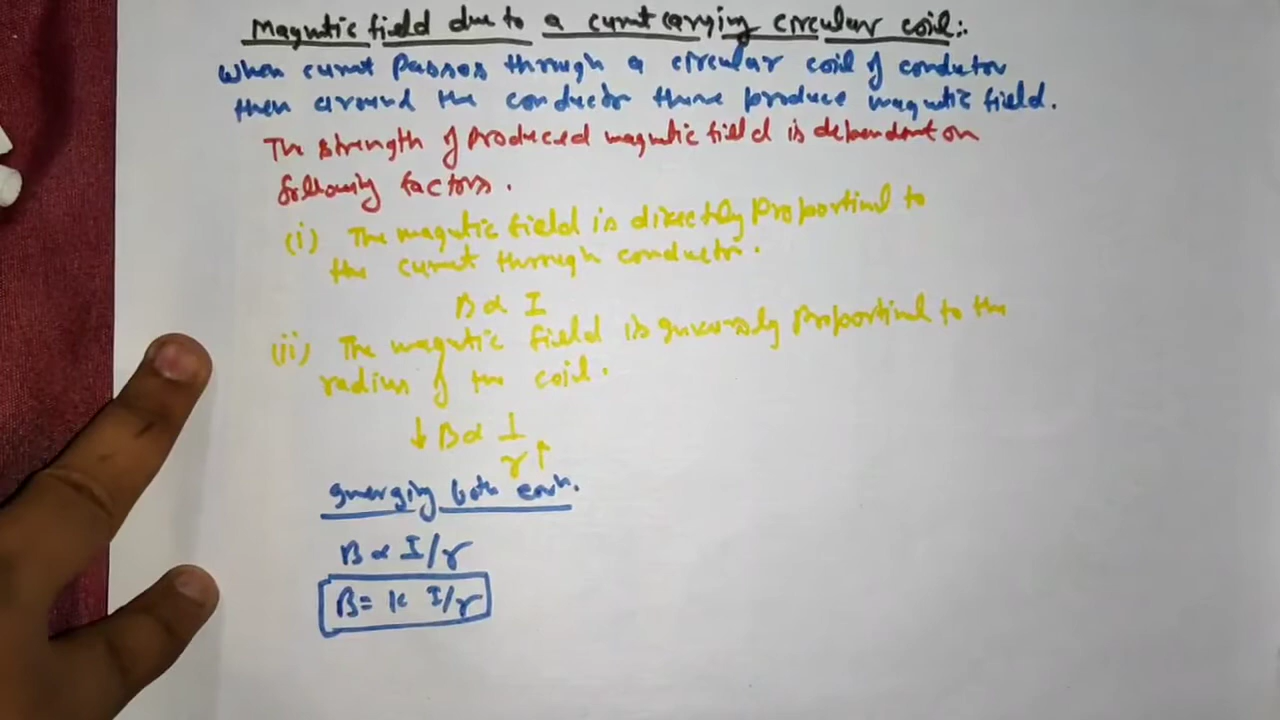 Magnetic field due to a current carrying circular coil:-
When current passes through a circular coil of conductor
then around the conductor there produce magnetic field.
The strength of produced magnetic field is dependent on
following factors.
(i) The magnetic field is directly proportional to
the current through conductor.
B ∝ I
(ii) The magnetic field is inversely proportional to the
radius of the coil.
↓ B ∝ 1/r ↑
merging both eqn.
B ∝ I/r
B = K I/r